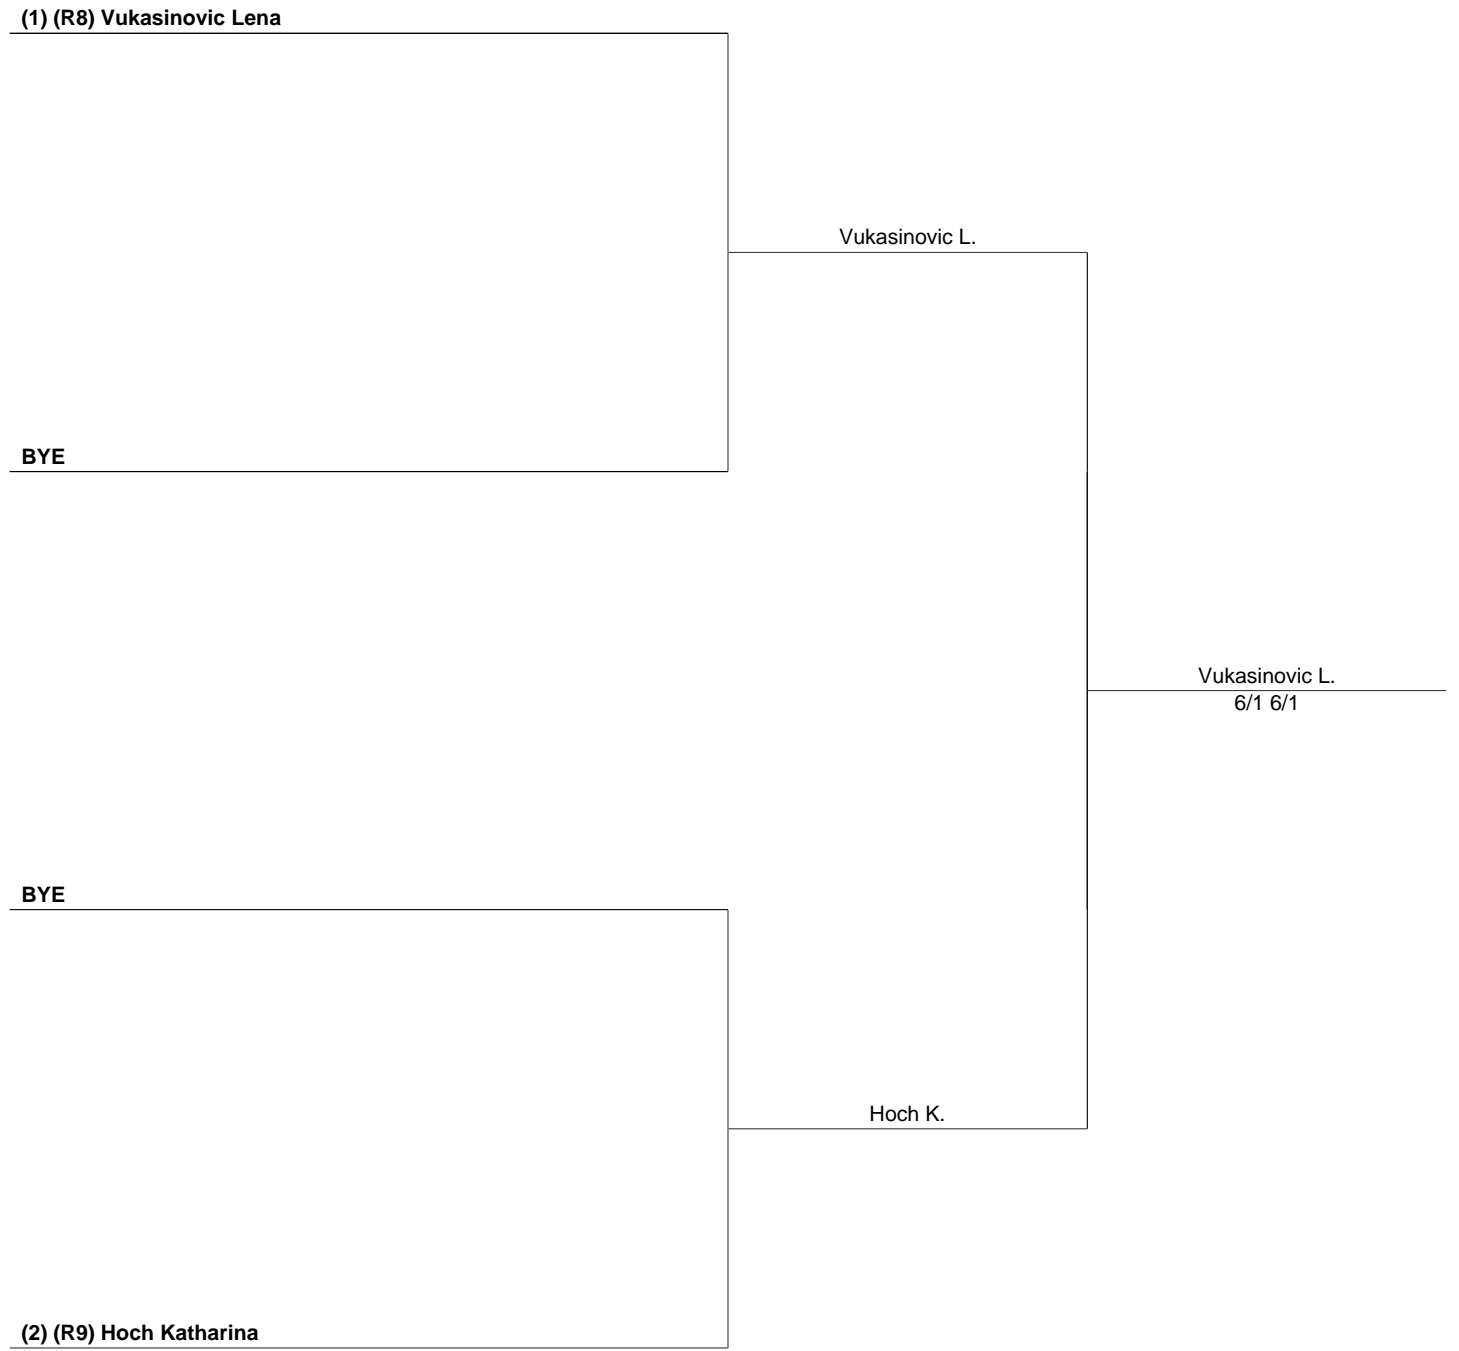 (1) (R8) Vukasinovic Lena
Vukasinovic L.
BYE
Vukasinovic L.
6/1 6/1
BYE
Hoch K.
(2) (R9) Hoch Katharina